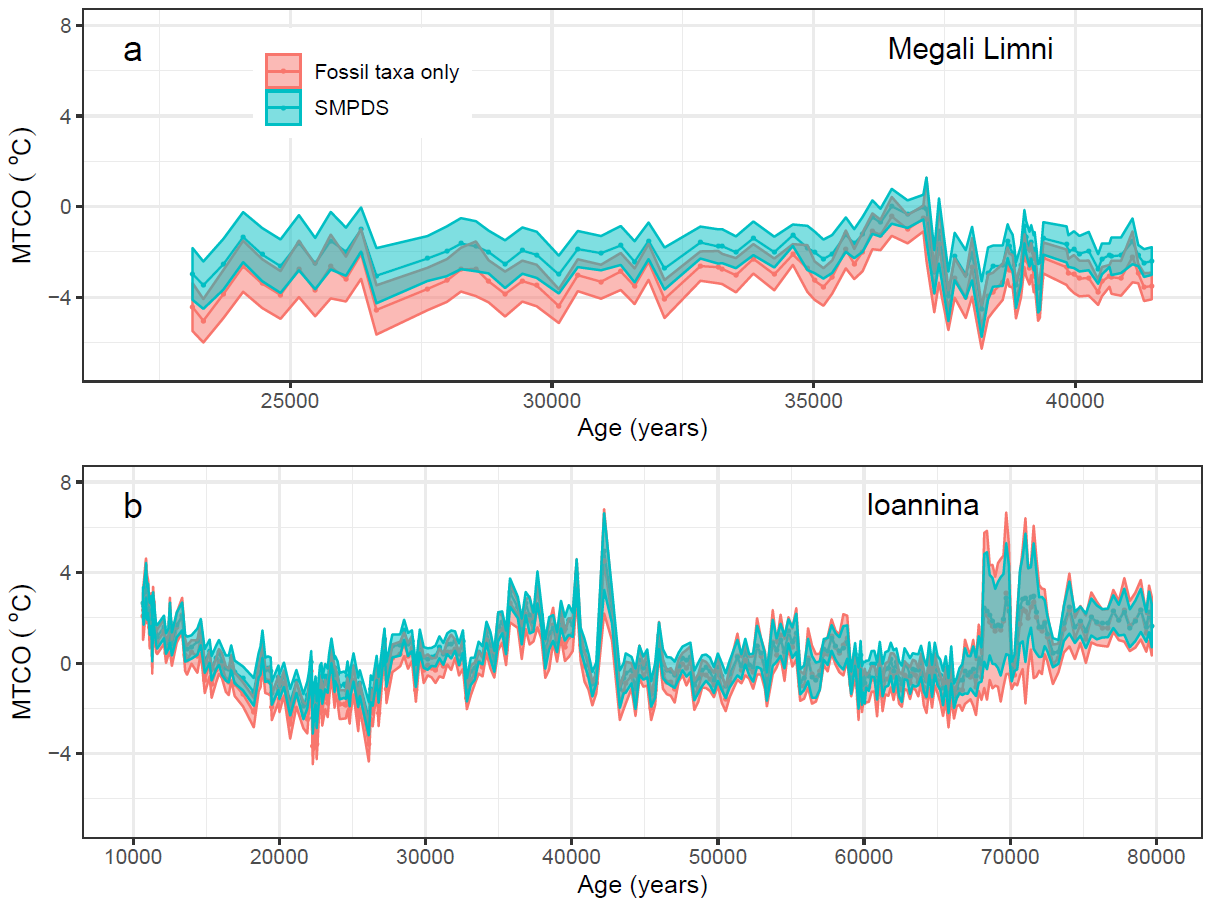 8
4
0
−4
MTCO ( °C)
a
Megali Limni
Fossil taxa only
SMPDS
25000
30000
35000
40000
Age (years)
8
4
0
−4
MTCO ( °C)
b
Ioannina
10000
20000
30000
40000
50000
60000
70000
80000
Age (years)